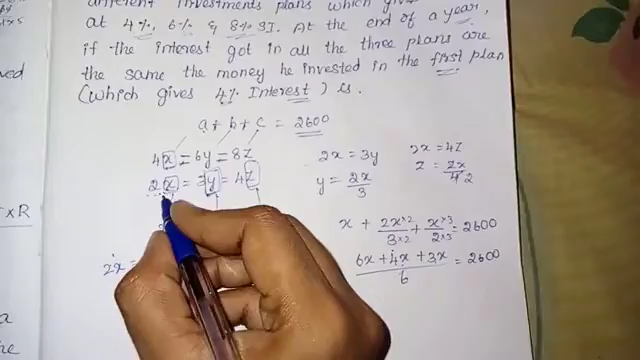 different Investments plans which give
at 4%, 6% & 8% SI. At the end of a year,
if the interest got in all the three plans are
the same the money he invested in the first plan
(which gives 4% Interest) is.
a + b + c = 2600
4x = 6y = 8z
2x = 3y = 4z
2x =
2x = 3y
y = 2x/3
2x = 4z
z = 2x/4 2
x + 2x×2/3×2 + x×3/2×3 = 2600
6x + 4x + 3x / 6 = 2600
x R